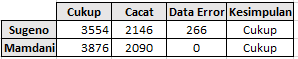 Cukup Cacat Data Error Kesimpulan
Sugeno 3554 2146 266 Cukup
Mamdani 3876 2090 0 Cukup